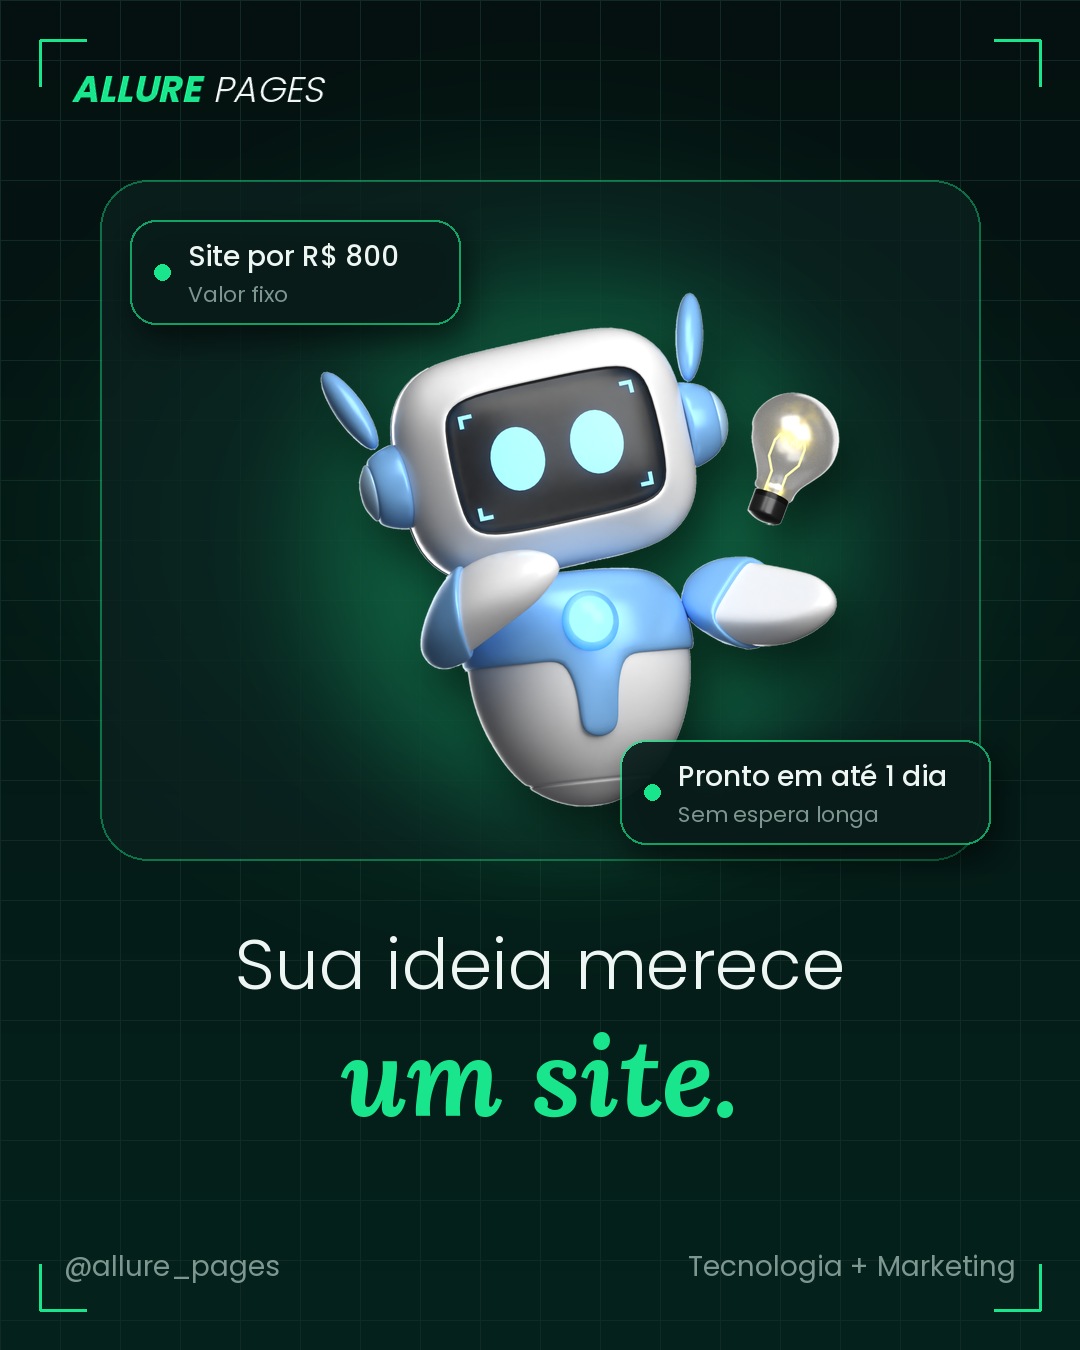 ALLURE PAGES
Site por R$ 800
Valor fixo
Pronto em até 1 dia
Sem espera longa
Sua ideia merece
um site.
@allure_pages
Tecnologia + Marketing